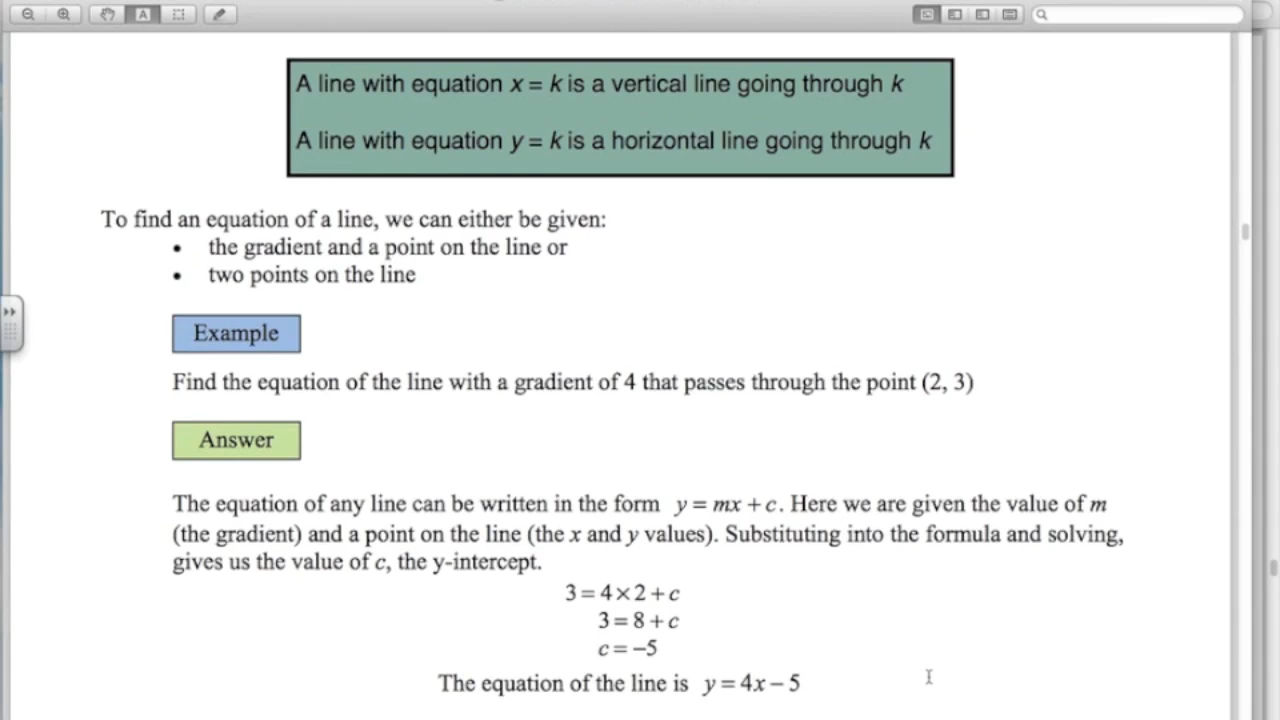 A
A line with equation x = k is a vertical line going through k
A line with equation y = k is a horizontal line going through k
To find an equation of a line, we can either be given:
• the gradient and a point on the line or
• two points on the line
Example
Find the equation of the line with a gradient of 4 that passes through the point (2, 3)
Answer
The equation of any line can be written in the form y = mx + c. Here we are given the value of m
(the gradient) and a point on the line (the x and y values). Substituting into the formula and solving,
gives us the value of c, the y-intercept.
3 = 4 × 2 + c
3 = 8 + c
c = −5
The equation of the line is y = 4x − 5